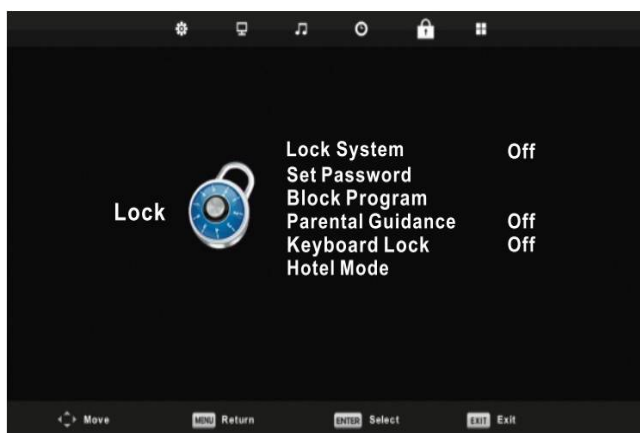 Lock
Lock System Off
Set Password
Block Program
Parental Guidance Off
Keyboard Lock Off
Hotel Mode
Move MENU Return ENTER Select EXIT Exit